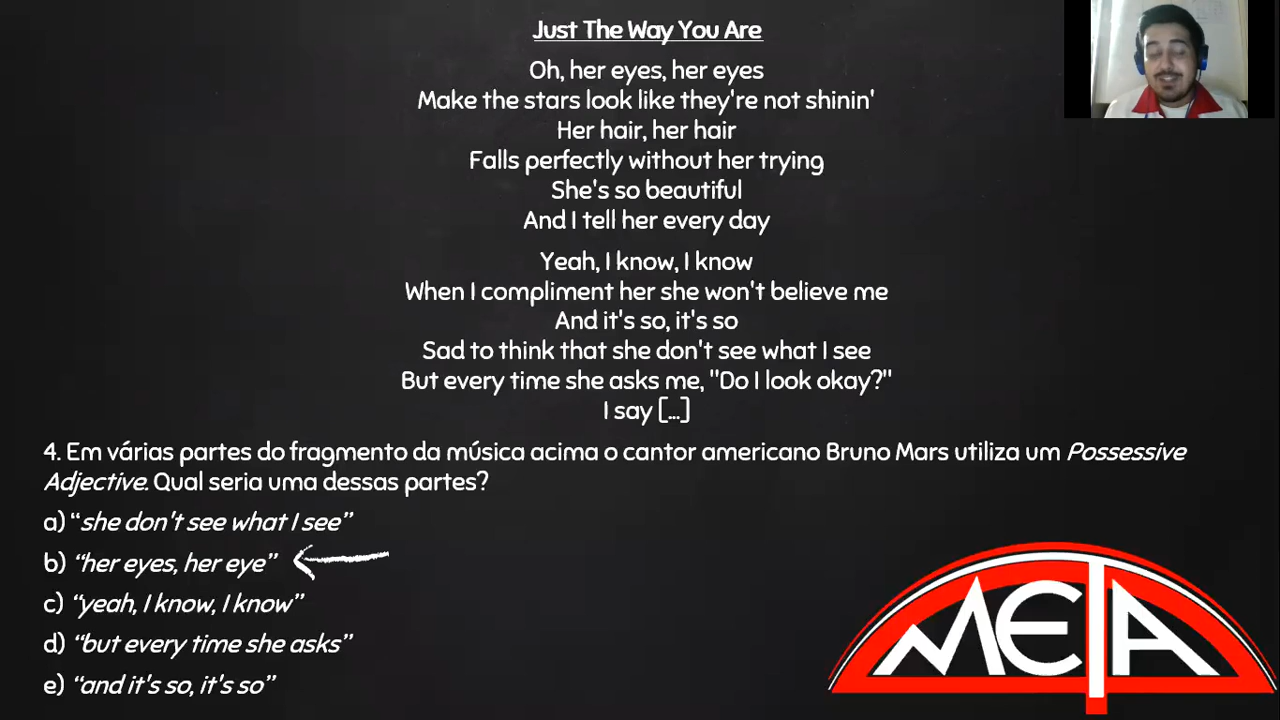 Just The Way You Are
Oh, her eyes, her eyes
Make the stars look like they're not shinin'
Her hair, her hair
Falls perfectly without her trying
She's so beautiful
And I tell her every day
Yeah, I know, I know
When I compliment her she won't believe me
And it's so, it's so
Sad to think that she don't see what I see
But every time she asks me, "Do I look okay?"
I say [...]
4. Em várias partes do fragmento da música acima o cantor americano Bruno Mars utiliza um Possessive
Adjective. Qual seria uma dessas partes?
a) “she don't see what I see”
b) “her eyes, her eye”
c) “yeah, I know, I know”
d) “but every time she asks”
e) “and it's so, it's so”
META